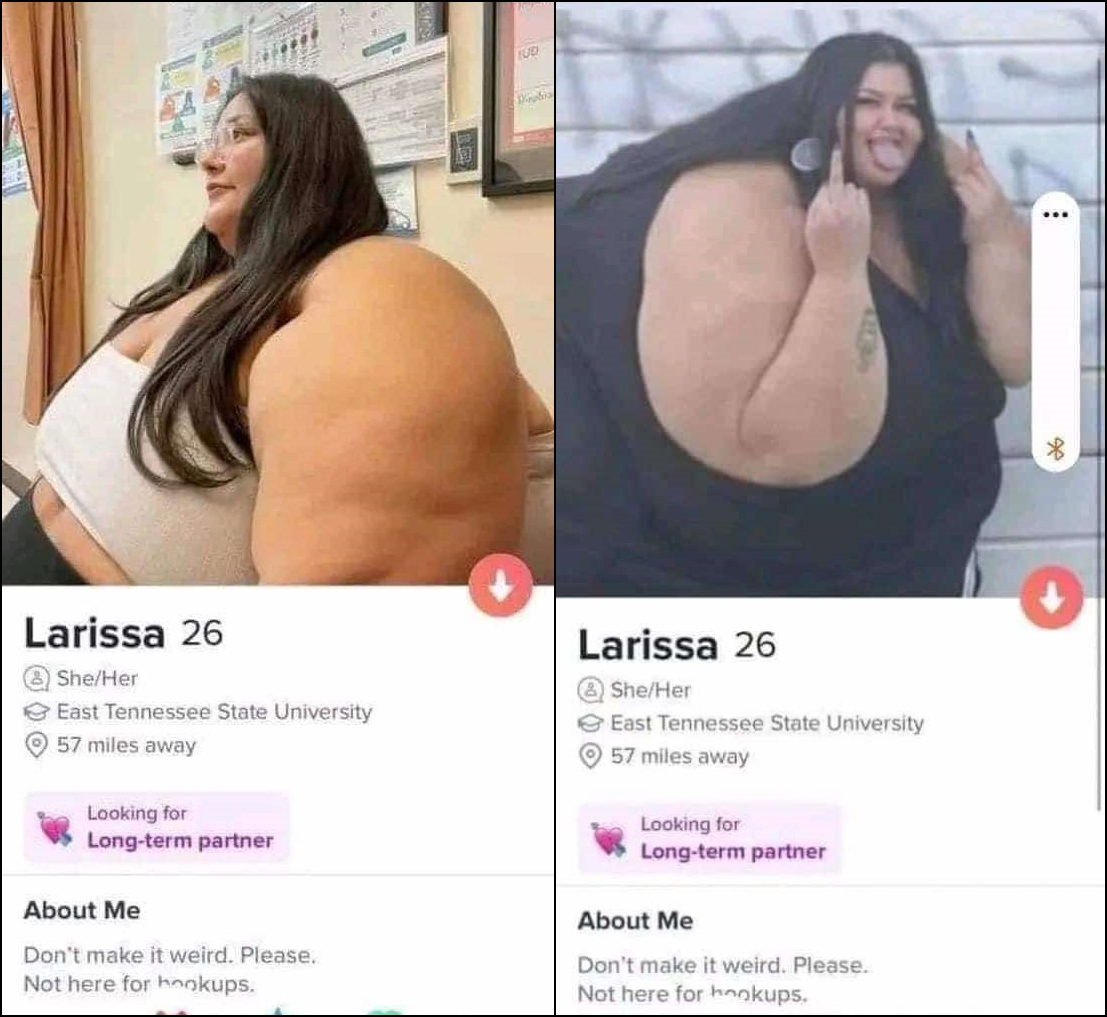 IUD
Larissa 26
She/Her
East Tennessee State University
57 miles away
Looking for
Long-term partner
About Me
Don't make it weird. Please.
Not here for hookups.
Larissa 26
She/Her
East Tennessee State University
57 miles away
Looking for
Long-term partner
About Me
Don't make it weird. Please.
Not here for hookups.